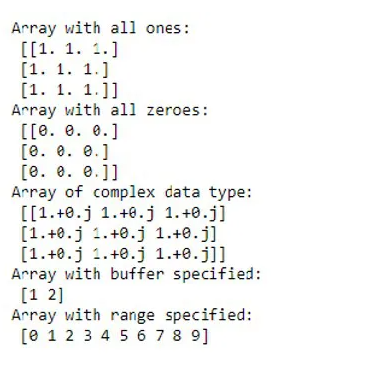 Array with all ones:
[[1. 1. 1.]
[1. 1. 1.]
[1. 1. 1.]]
Array with all zeroes:
[[0. 0. 0.]
[0. 0. 0.]
[0. 0. 0.]]
Array of complex data type:
[[1.+0.j 1.+0.j 1.+0.j]
[1.+0.j 1.+0.j 1.+0.j]
[1.+0.j 1.+0.j 1.+0.j]]
Array with buffer specified:
[1 2]
Array with range specified:
[0 1 2 3 4 5 6 7 8 9]